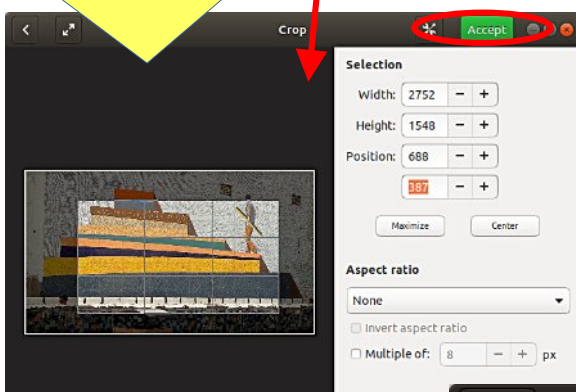 Crop
Accept
Selection
Width: 2752 − +
Height: 1548 − +
Position: 688 − +
387 − +
Maximize Center
Aspect ratio
None
Invert aspect ratio
Multiple of: 8 − + px